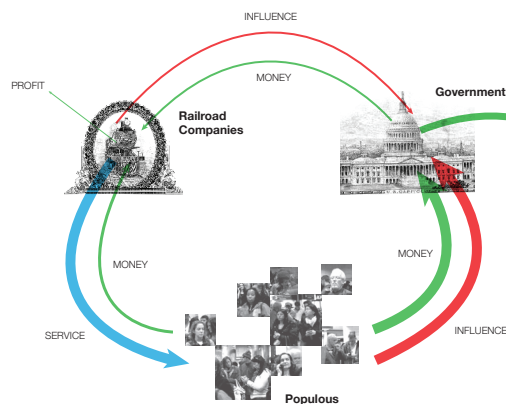 INFLUENCE
MONEY
PROFIT
Railroad
Companies
Government
MONEY
MONEY
SERVICE
INFLUENCE
Populous